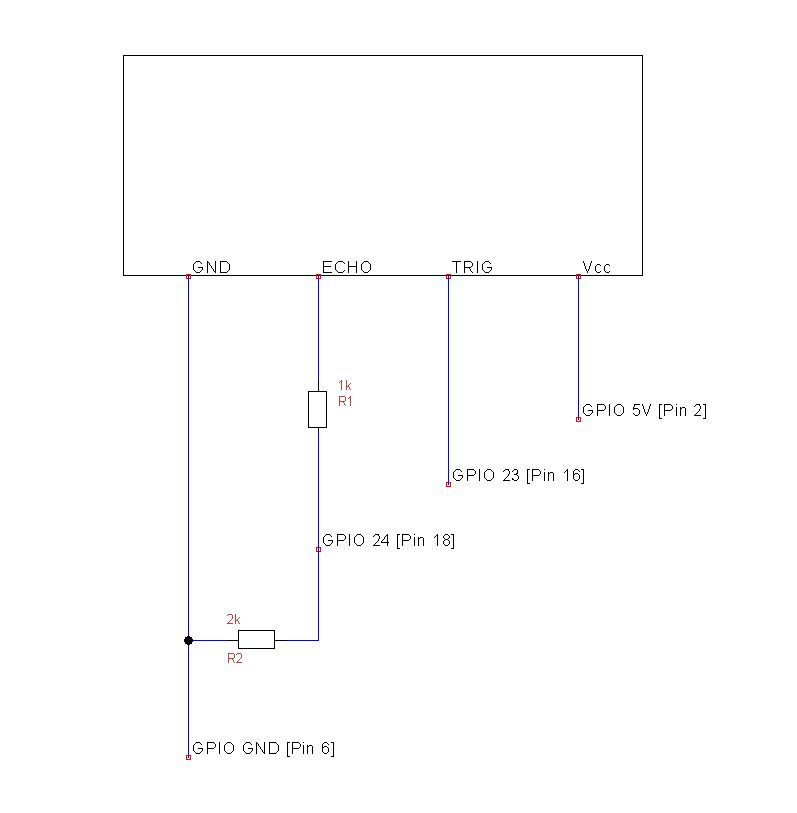 GND
ECHO
TRIG
Vcc
1k
R1
GPIO 5V [Pin 2]
GPIO 23 [Pin 16]
GPIO 24 [Pin 18]
2k
R2
GPIO GND [Pin 6]